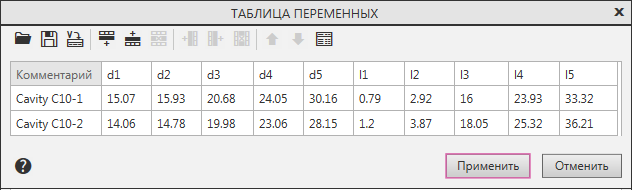 ТАБЛИЦА ПЕРЕМЕННЫХ
Комментарий d1 d2 d3 d4 d5 l1 l2 l3 l4 l5
Cavity C10-1 15.07 15.93 20.68 24.05 30.16 0.79 2.92 16 23.93 33.32
Cavity C10-2 14.06 14.78 19.98 23.06 28.15 1.2 3.87 18.05 25.32 36.21
Применить Отменить